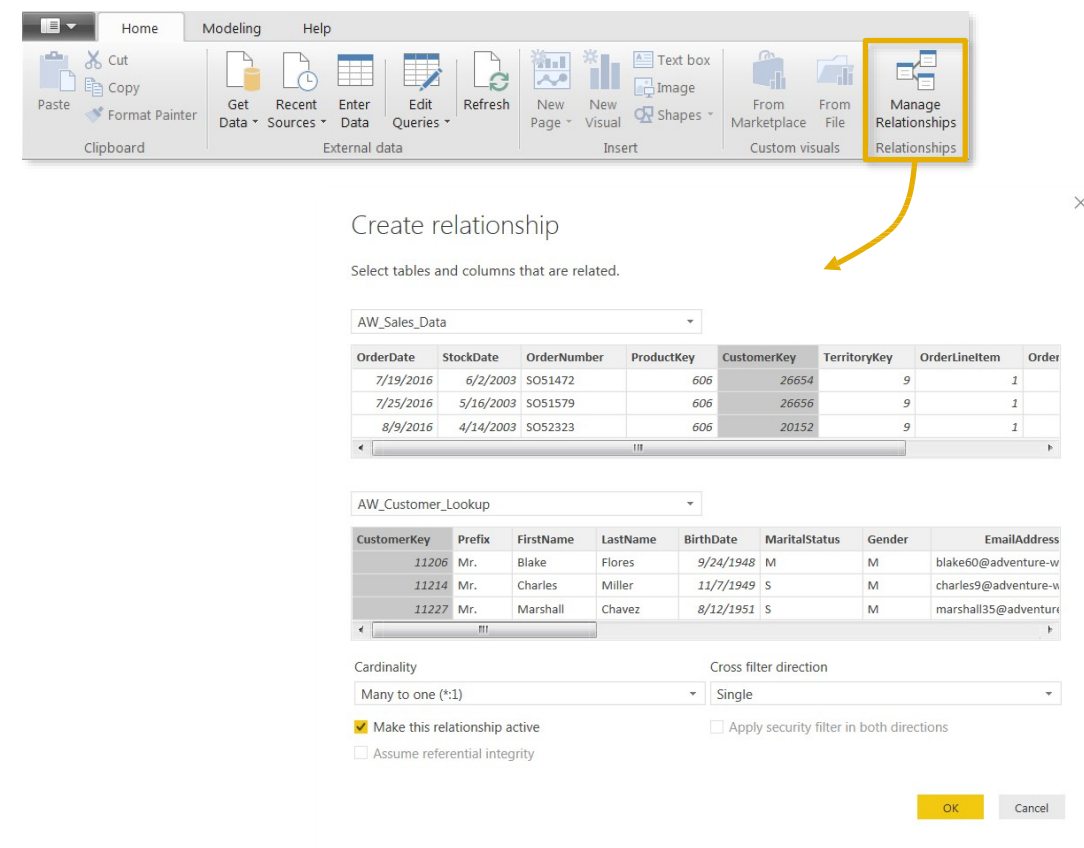 Home Modeling Help
Cut
Copy
Format Painter
Paste
Clipboard
Get Data
Recent Sources
Enter Data
Edit Queries
Refresh
External data
New Page
New Visual
Text box
Image
Shapes
Insert
From Marketplace
From File
Custom visuals
Manage Relationships
Relationships
Create relationship
Select tables and columns that are related.
AW_Sales_Data
OrderDate StockDate OrderNumber ProductKey CustomerKey TerritoryKey OrderLineItem Order
7/19/2016 6/2/2003 SO51472 606 26654 9 1
7/25/2016 5/16/2003 SO51579 606 26656 9 1
8/9/2016 4/14/2003 SO52323 606 20152 9 1
AW_Customer_Lookup
CustomerKey Prefix FirstName LastName BirthDate MaritalStatus Gender EmailAddress
11206 Mr. Blake Flores 9/24/1948 M M blake60@adventure-w
11214 Mr. Charles Miller 11/7/1949 S M charles9@adventure-w
11227 Mr. Marshall Chavez 8/12/1951 S M marshall35@adventure
Cardinality Cross filter direction
Many to one (*:1) Single
Make this relationship active Apply security filter in both directions
Assume referential integrity
OK Cancel